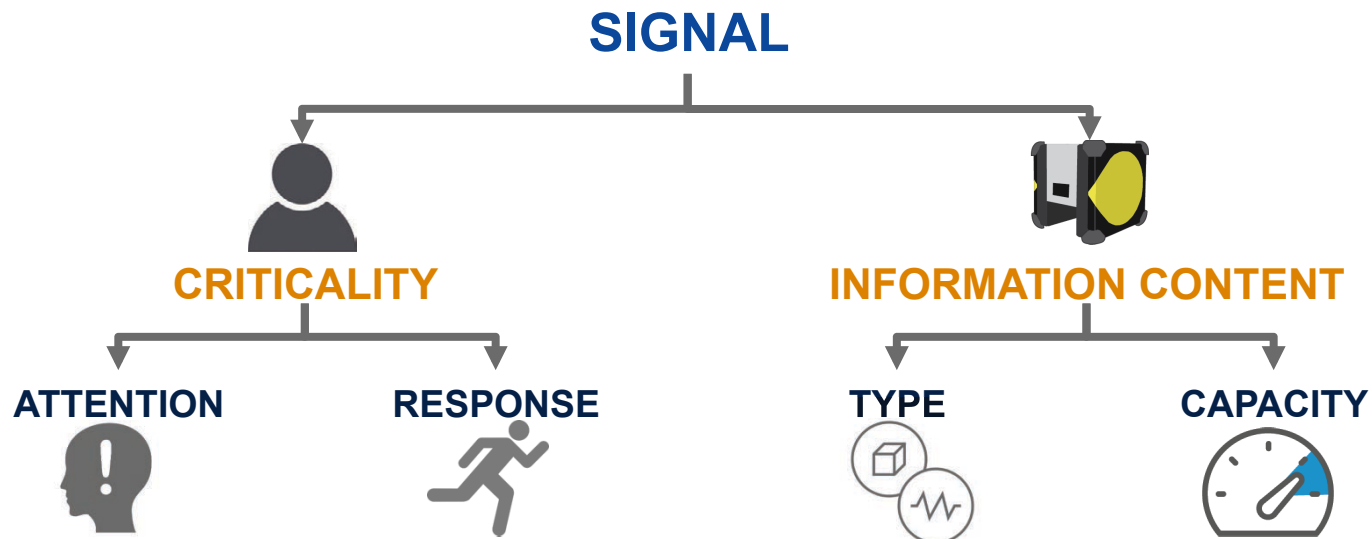 SIGNAL
CRITICALITY
INFORMATION CONTENT
ATTENTION
RESPONSE
TYPE
CAPACITY